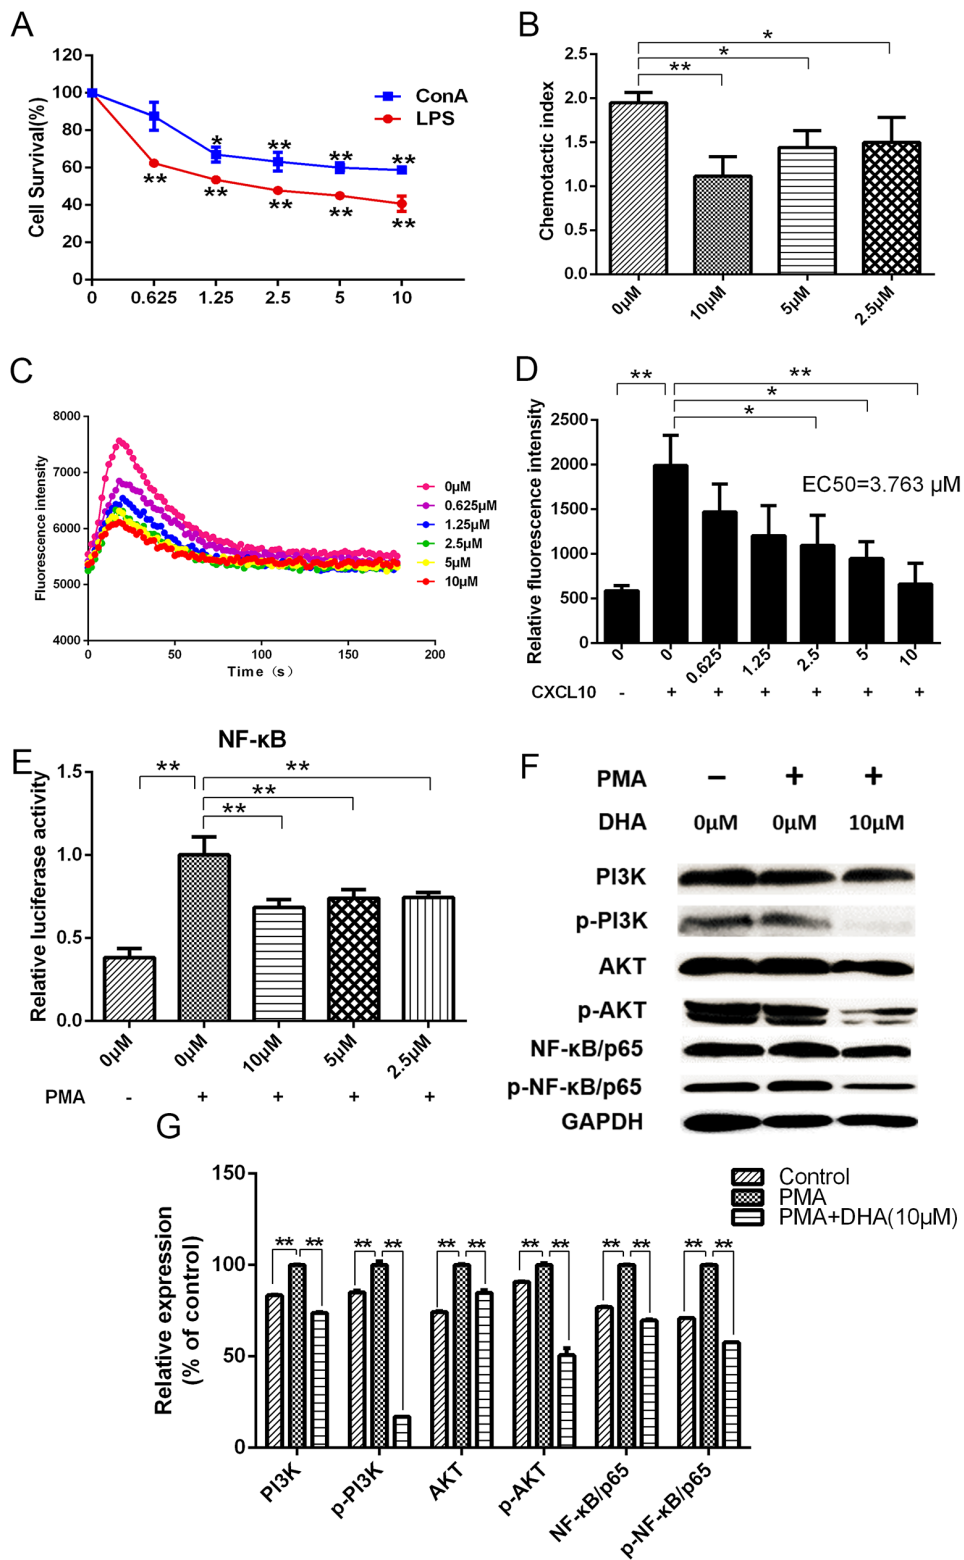 A
120
100
80
60
40
20
0
Cell Survival(%)
ConA
LPS
* ** ** **
** ** ** ** **
0 0.625 1.25 2.5 5 10
B
2.5
2.0
1.5
1.0
0.5
0.0
Chemotactic index
*
*
**
0μM 10μM 5μM 2.5μM
C
8000
7000
6000
5000
4000
Fluorescence intensity
0μM
0.625μM
1.25μM
2.5μM
5μM
10μM
0 50 100 150 200
Time (s)
D
2500
2000
1500
1000
500
0
Relative fluorescence intensity
** **
*
*
EC50=3.763 μM
0 0 0.625 1.25 2.5 5 10
CXCL10 - + + + + + +
E
NF-κB
1.5
1.0
0.5
0.0
Relative luciferase activity
** **
**
**
0μM 0μM 10μM 5μM 2.5μM
PMA - + + + +
F
PMA − + +
DHA 0μM 0μM 10μM
PI3K
p-PI3K
AKT
p-AKT
NF-κB/p65
p-NF-κB/p65
GAPDH
G
150
100
50
0
Relative expression
(% of control)
Control
PMA
PMA+DHA(10μM)
** ** ** ** ** ** ** ** ** ** ** **
PI3K p-PI3K AKT p-AKT NF-κB/p65 p-NF-κB/p65